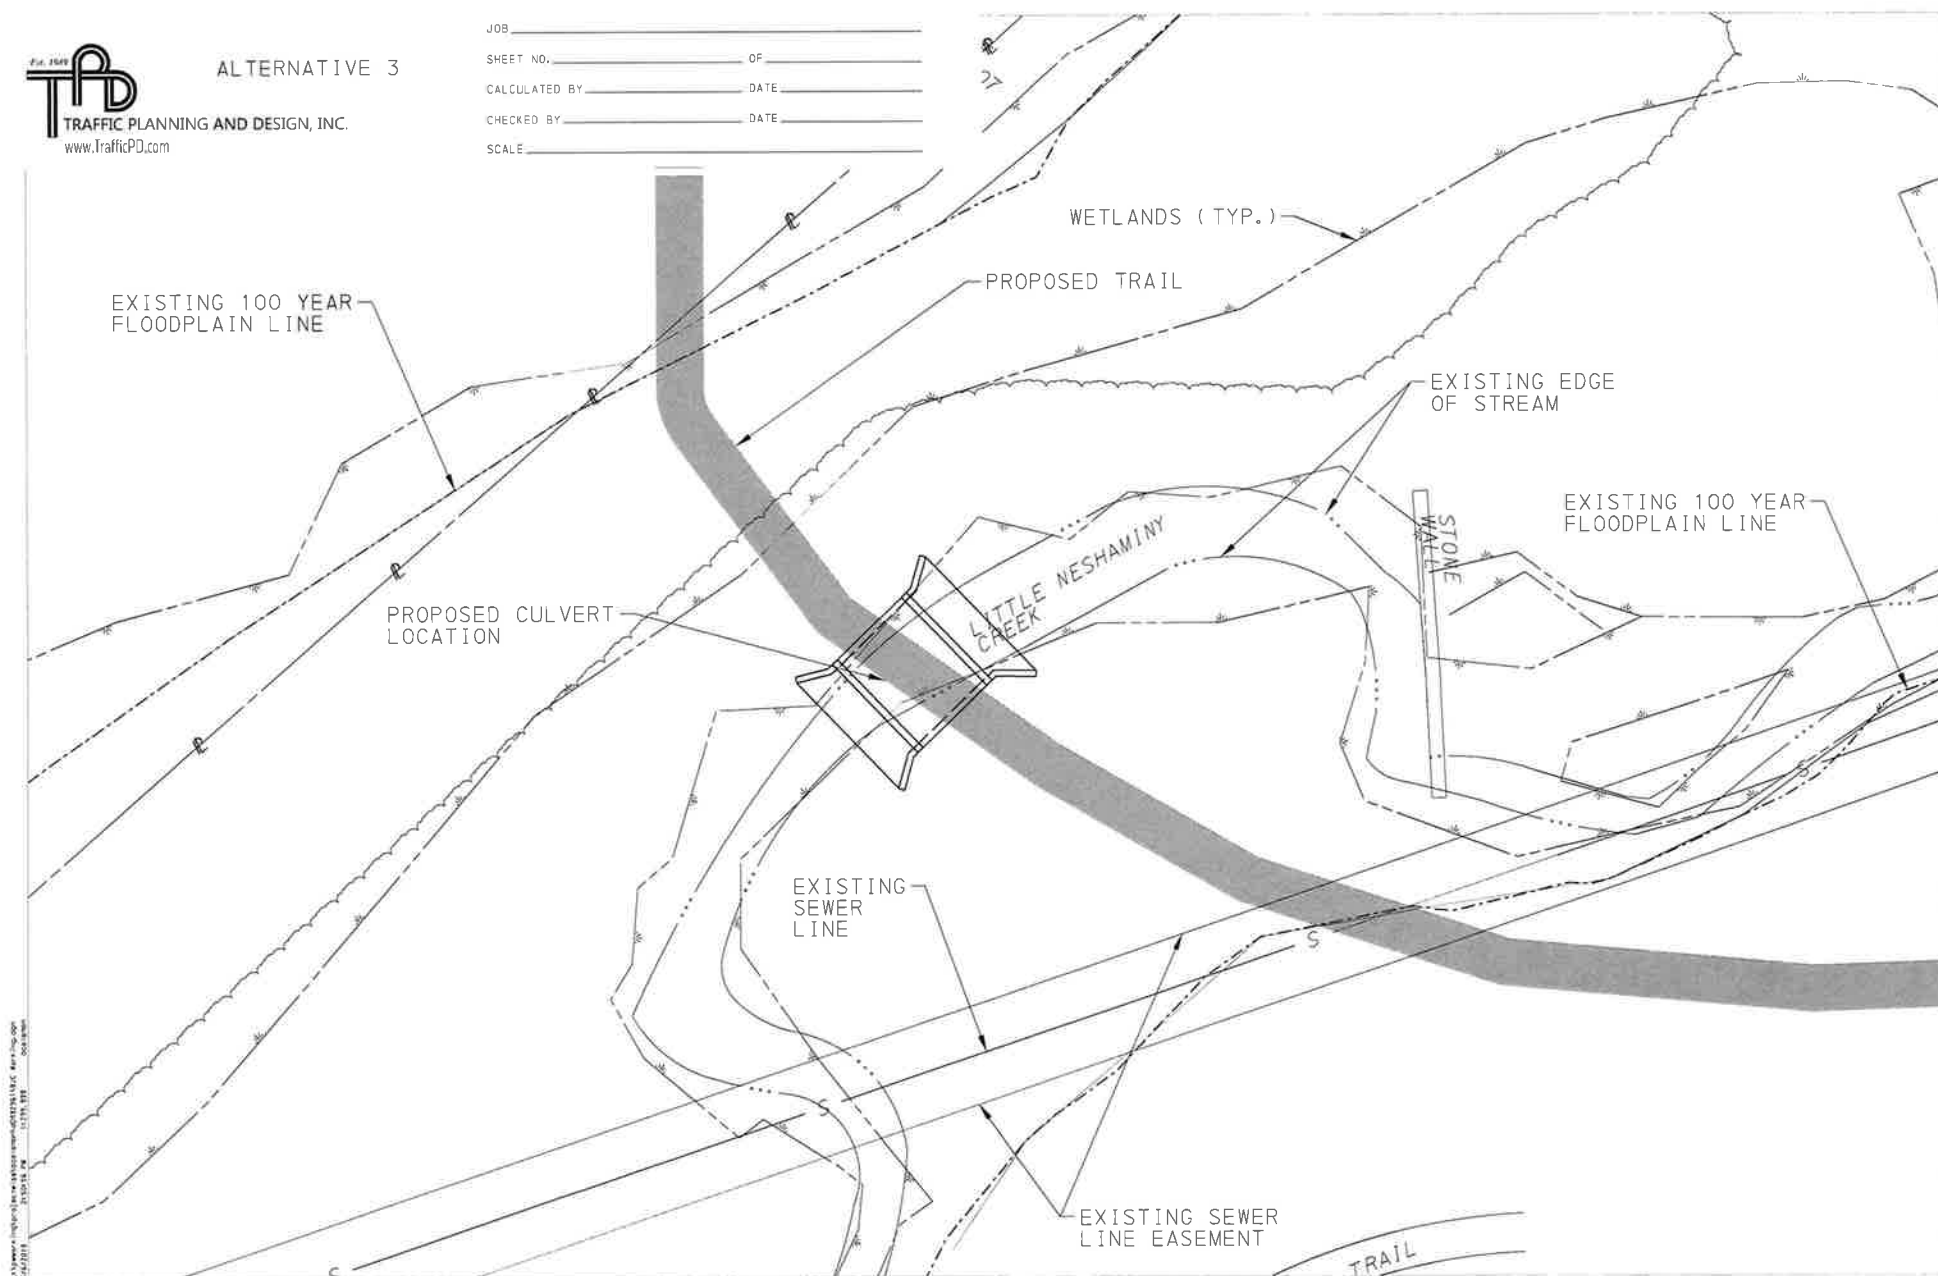 Est. 1989
TPD
TRAFFIC PLANNING AND DESIGN, INC.
www.TrafficPD.com
ALTERNATIVE 3
JOB
SHEET NO. OF
CALCULATED BY DATE
CHECKED BY DATE
SCALE
WETLANDS (TYP.)
PROPOSED TRAIL
EXISTING 100 YEAR
FLOODPLAIN LINE
EXISTING EDGE
OF STREAM
EXISTING 100 YEAR
FLOODPLAIN LINE
STONE
WALL
LITTLE NESHAMINY
CREEK
PROPOSED CULVERT
LOCATION
EXISTING
SEWER
LINE
S
S
S
S
EXISTING SEWER
LINE EASEMENT
TRAIL